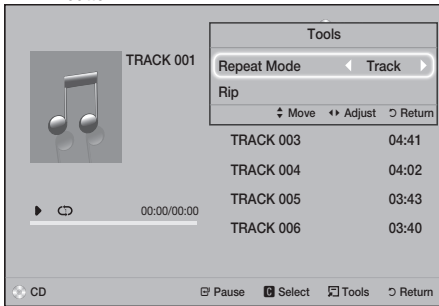 Tools
TRACK 001
Repeat Mode Track
Rip
Move Adjust Return
TRACK 003 04:41
TRACK 004 04:02
TRACK 005 03:43
00:00/00:00
TRACK 006 03:40
CD Pause C Select Tools Return